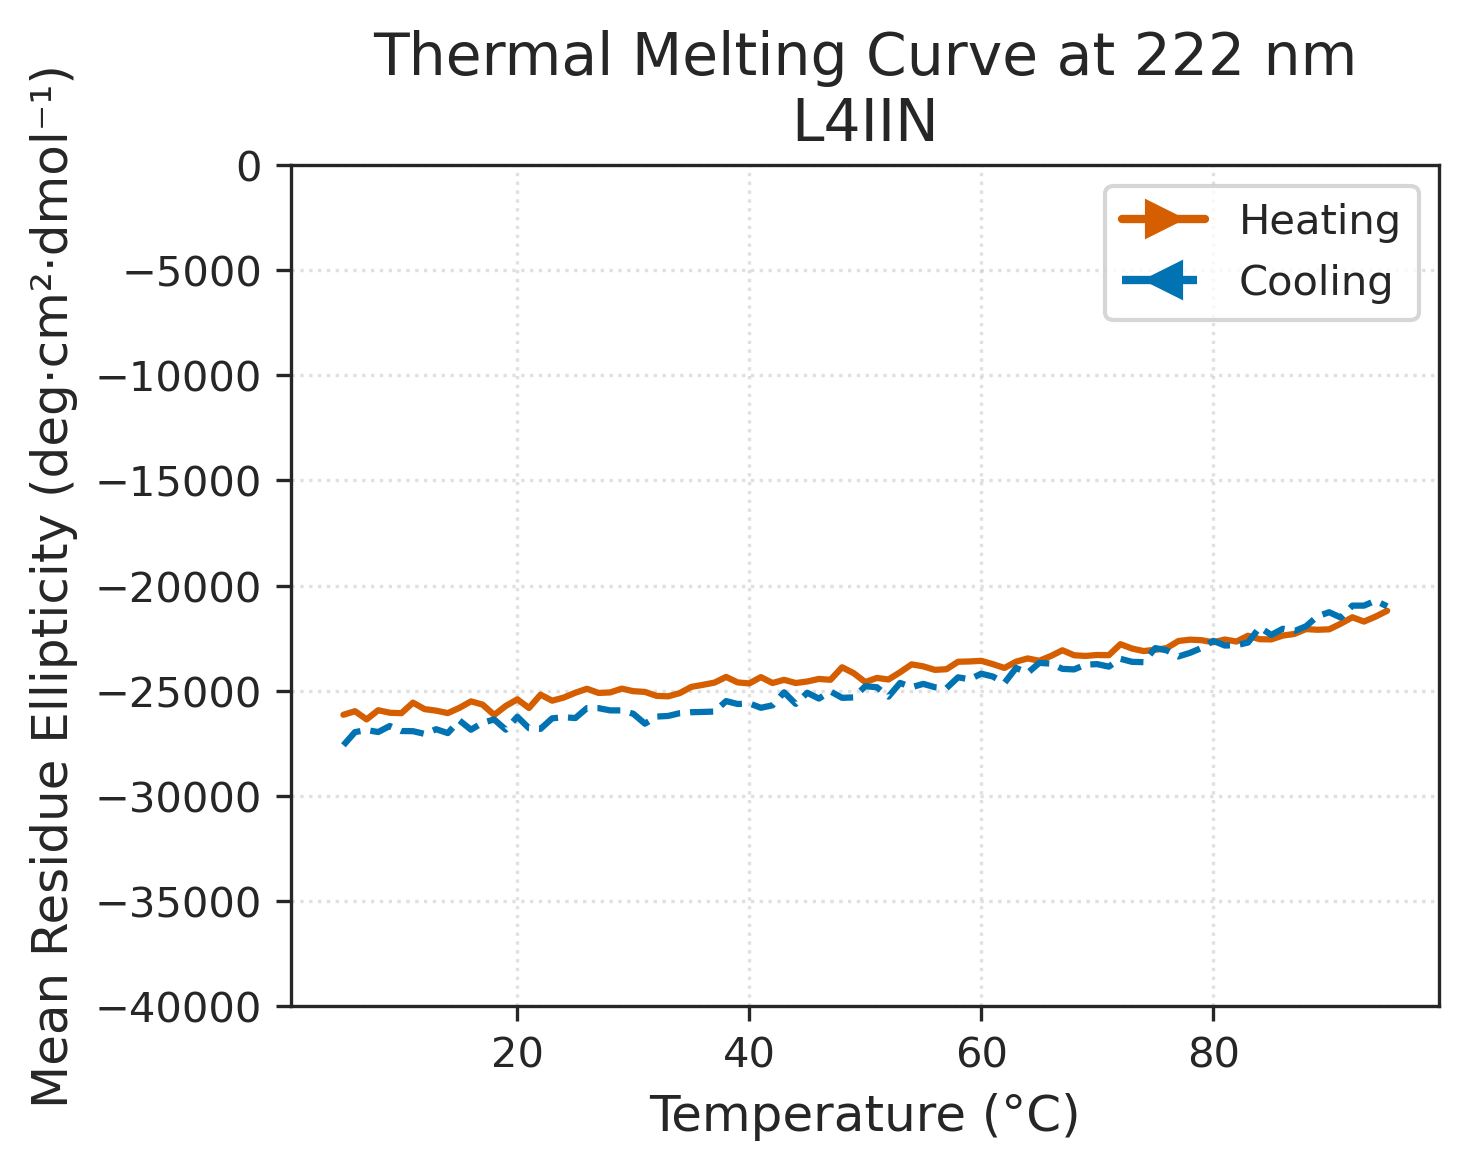 Thermal Melting Curve at 222 nm
L4IIN
Mean Residue Ellipticity (deg·cm²·dmol⁻¹)
0
−5000
−10000
−15000
−20000
−25000
−30000
−35000
−40000
Heating
Cooling
20
40
60
80
Temperature (°C)